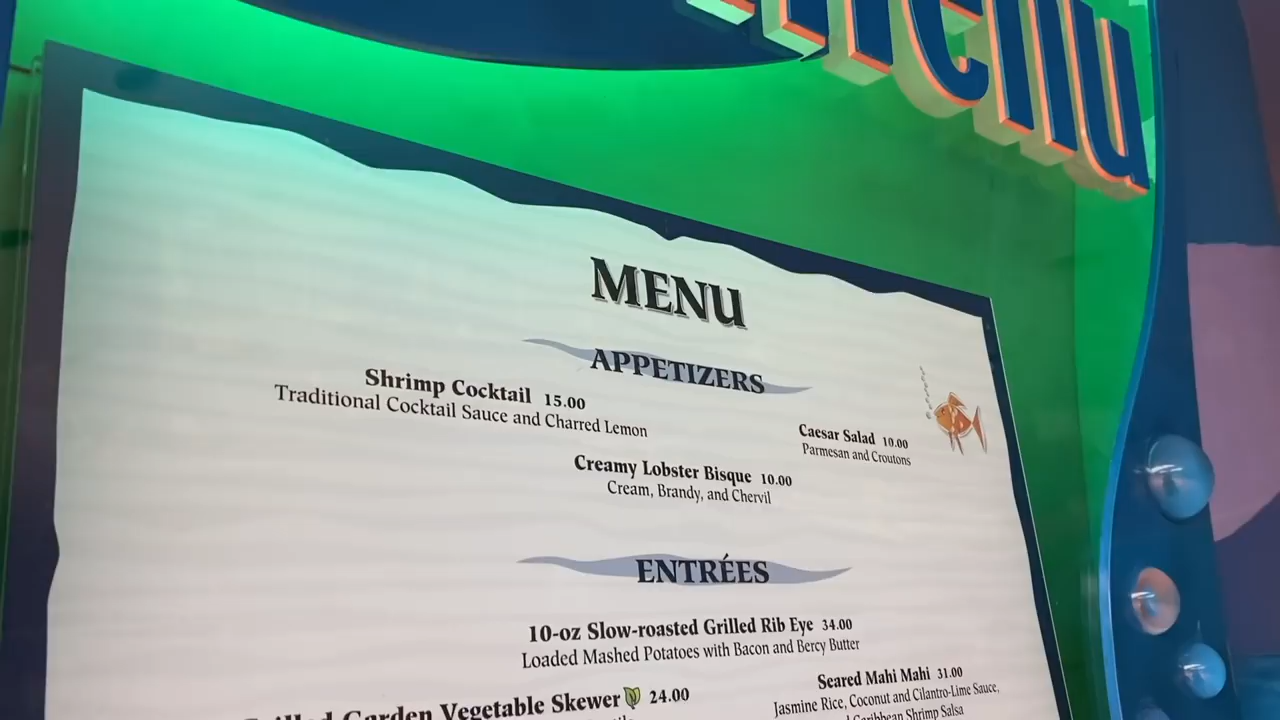 menu
MENU
APPETIZERS
Shrimp Cocktail 15.00
Traditional Cocktail Sauce and Charred Lemon
Caesar Salad 10.00
Parmesan and Croutons
Creamy Lobster Bisque 10.00
Cream, Brandy, and Chervil
ENTRÉES
10-oz Slow-roasted Grilled Rib Eye 34.00
Loaded Mashed Potatoes with Bacon and Bercy Butter
Grilled Garden Vegetable Skewer 24.00
Seared Mahi Mahi 31.00
Jasmine Rice, Coconut and Cilantro-Lime Sauce,
Caribbean Shrimp Salsa